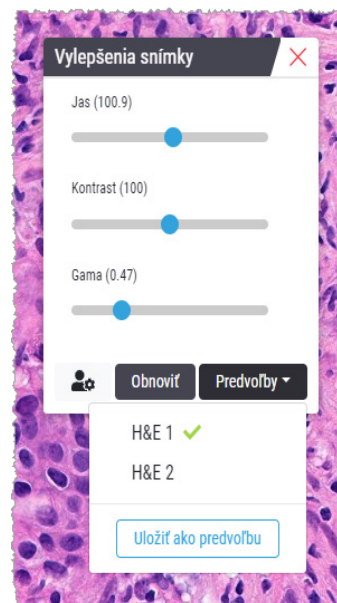 Vylepšenia snímky
Jas (100.9)
Kontrast (100)
Gama (0.47)
Obnoviť Predvoľby
H&E 1
H&E 2
Uložiť ako predvoľbu